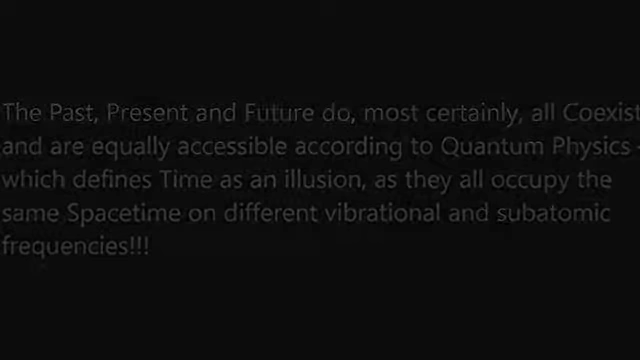 The Past, Present and Future do, most certainly, all Coexist
and are equally accessible according to Quantum Physics -
which defines Time as an illusion, as they all occupy the
same Spacetime on different vibrational and subatomic
frequencies!!!